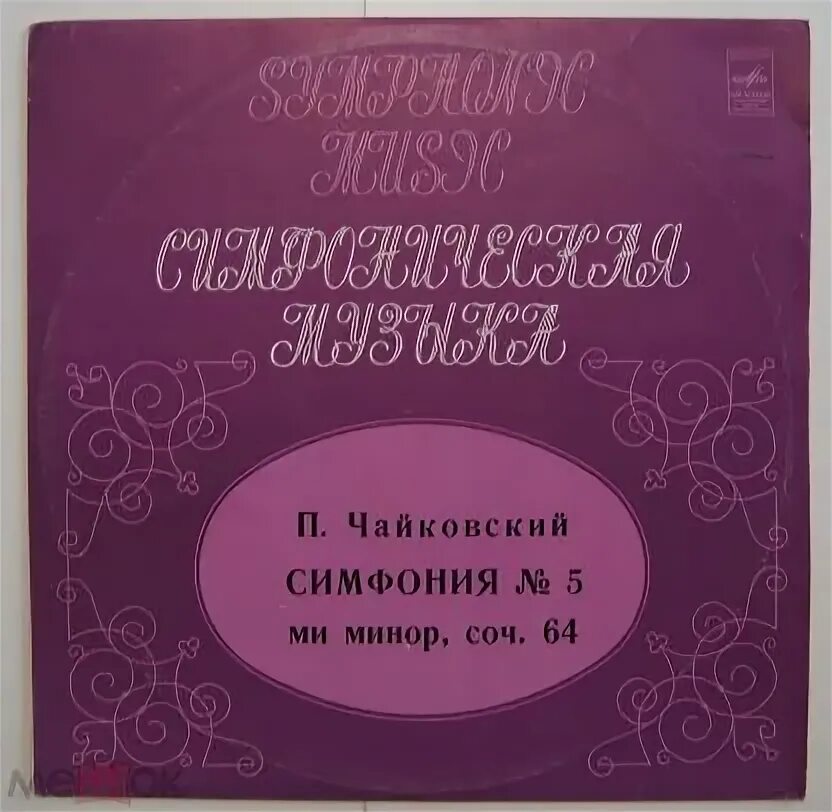 SYMPHONIC
MUSIC
СИМФОНИЧЕСКАЯ
МУЗЫКА
П. Чайковский
СИМФОНИЯ № 5
ми минор, соч. 64